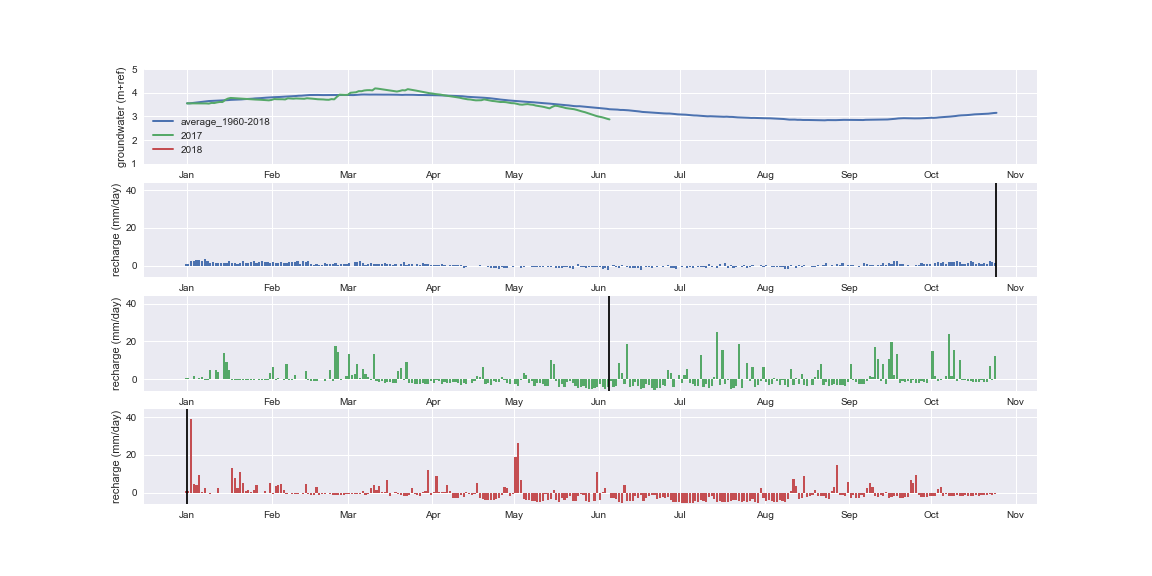 groundwater (m+ref)
5
4
3
2
1
average_1960-2018
2017
2018
Jan Feb Mar Apr May Jun Jul Aug Sep Oct Nov
recharge (mm/day)
40
20
0
Jan Feb Mar Apr May Jun Jul Aug Sep Oct Nov
recharge (mm/day)
40
20
0
Jan Feb Mar Apr May Jun Jul Aug Sep Oct Nov
recharge (mm/day)
40
20
0
Jan Feb Mar Apr May Jun Jul Aug Sep Oct Nov